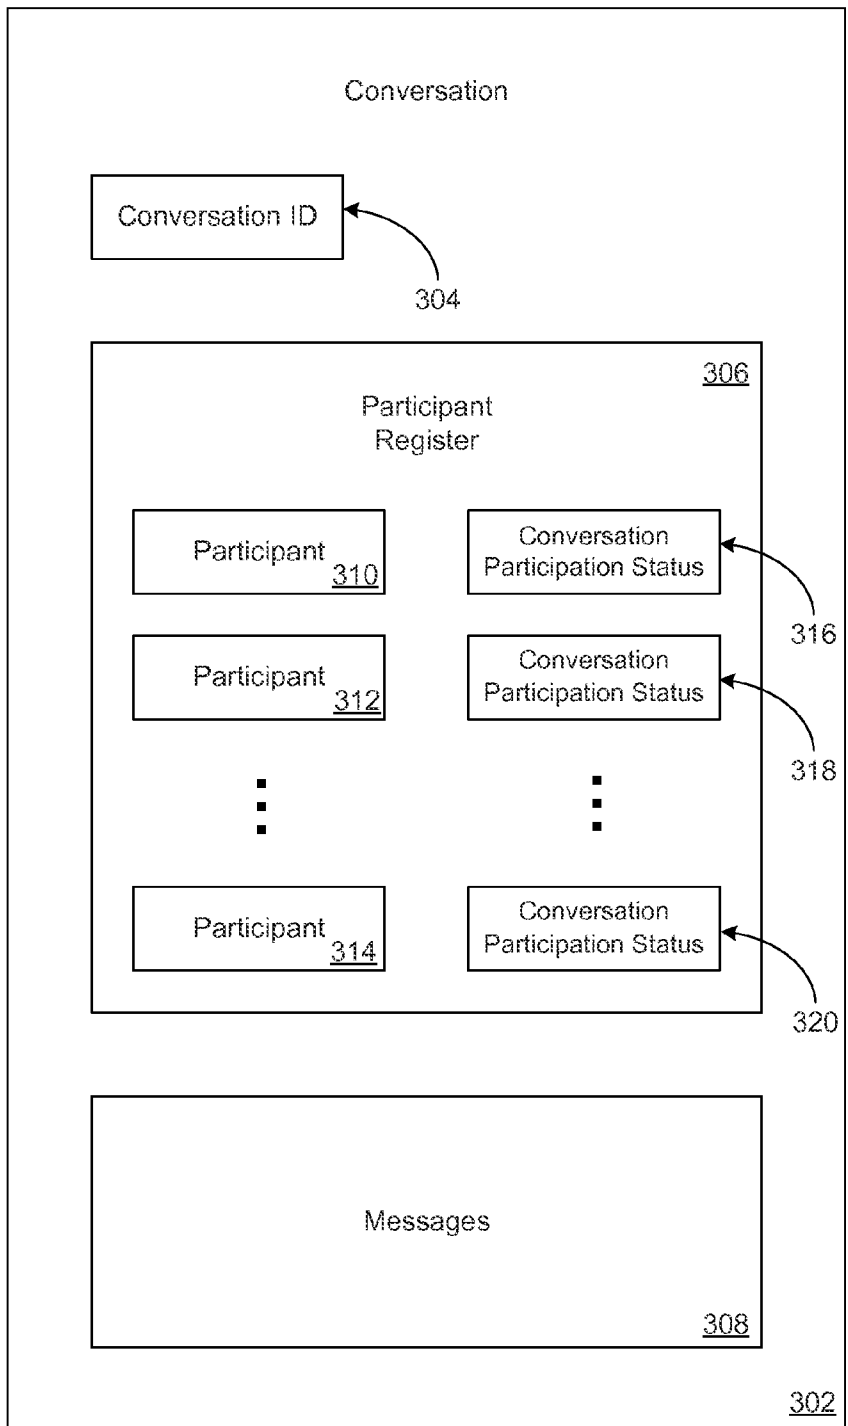 Conversation
Conversation ID
304
306
Participant
Register
Participant
310
Conversation
Participation Status
316
Participant
312
Conversation
Participation Status
318
Participant
314
Conversation
Participation Status
320
Messages
308
302